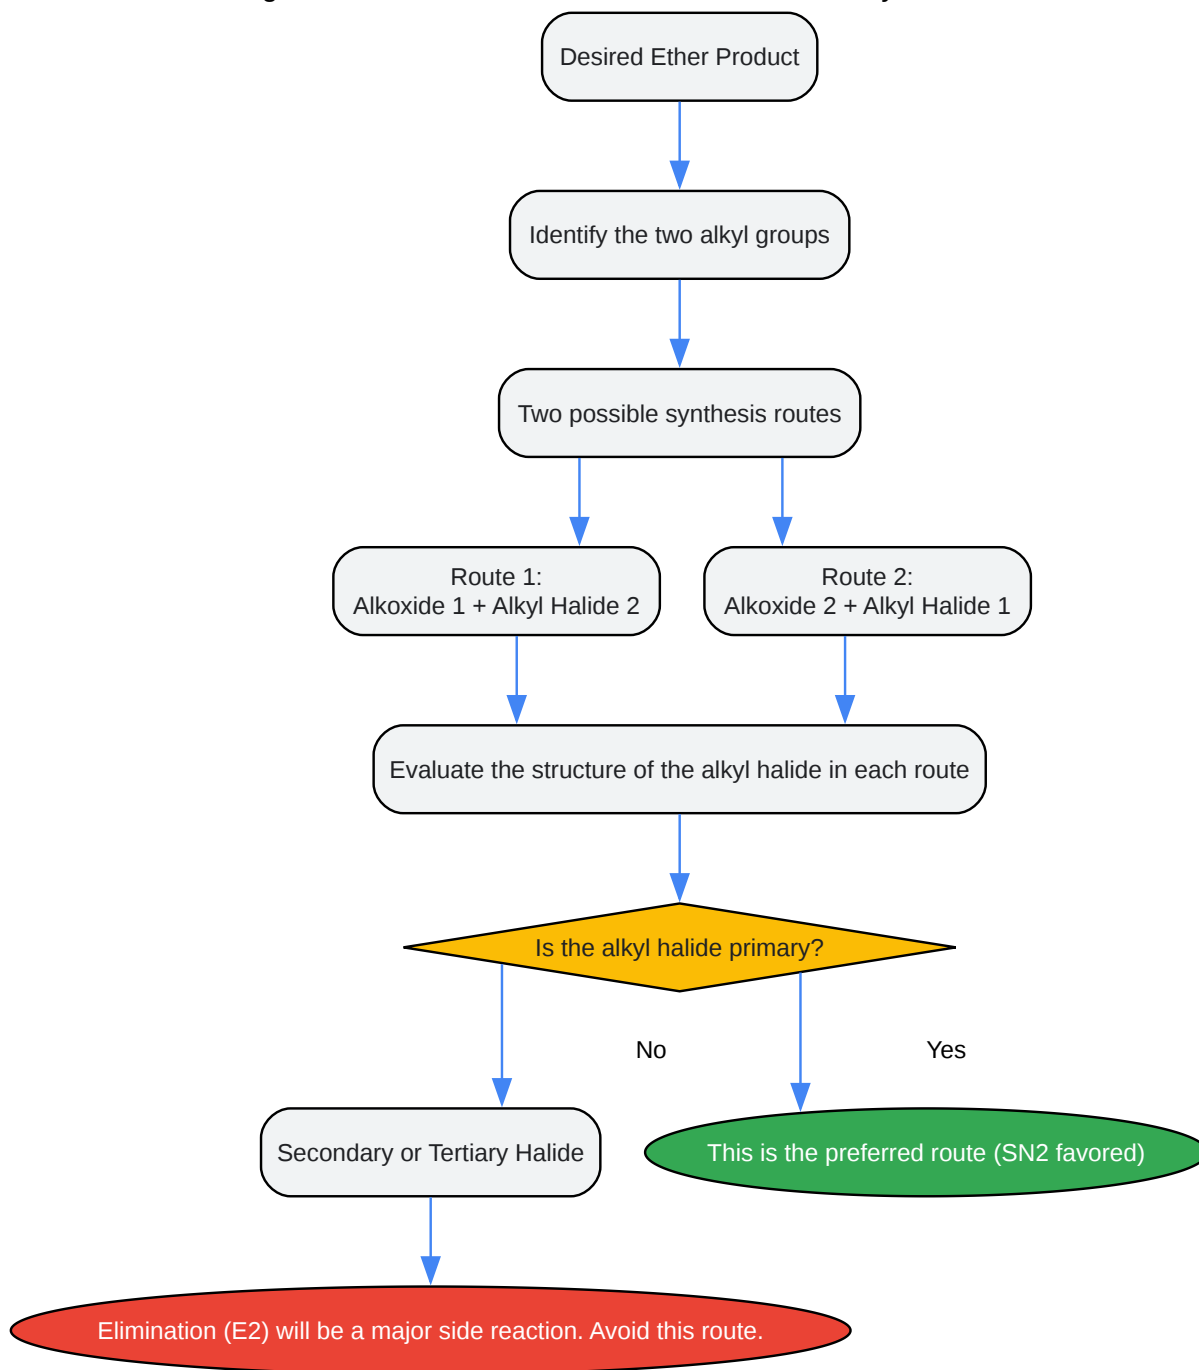 Desired Ether Product
Identify the two alkyl groups
Two possible synthesis routes
Route 1:
Alkoxide 1 + Alkyl Halide 2
Route 2:
Alkoxide 2 + Alkyl Halide 1
Evaluate the structure of the alkyl halide in each route
Is the alkyl halide primary?
No
Yes
Secondary or Tertiary Halide
This is the preferred route (SN2 favored)
Elimination (E2) will be a major side reaction. Avoid this route.